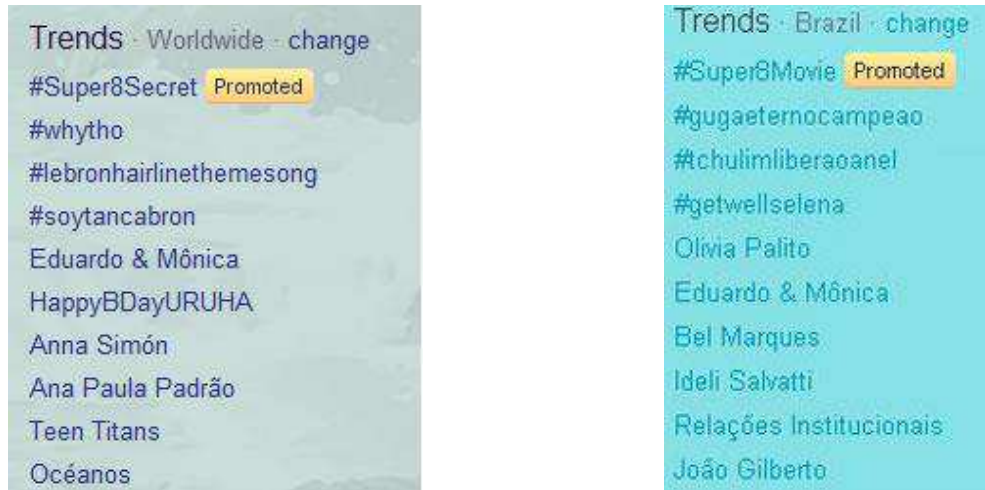 Trends · Worldwide · change
#Super8Secret Promoted
#whytho
#lebronhairlinethemesong
#soytancabron
Eduardo & Mônica
HappyBDayURUHA
Anna Simón
Ana Paula Padrão
Teen Titans
Océanos
Trends · Brazil · change
#Super8Movie Promoted
#gugaeternocampeao
#tchulimliberaoanel
#getwellselena
Olivia Palito
Eduardo & Mônica
Bel Marques
Ideli Salvatti
Relações Institucionais
João Gilberto